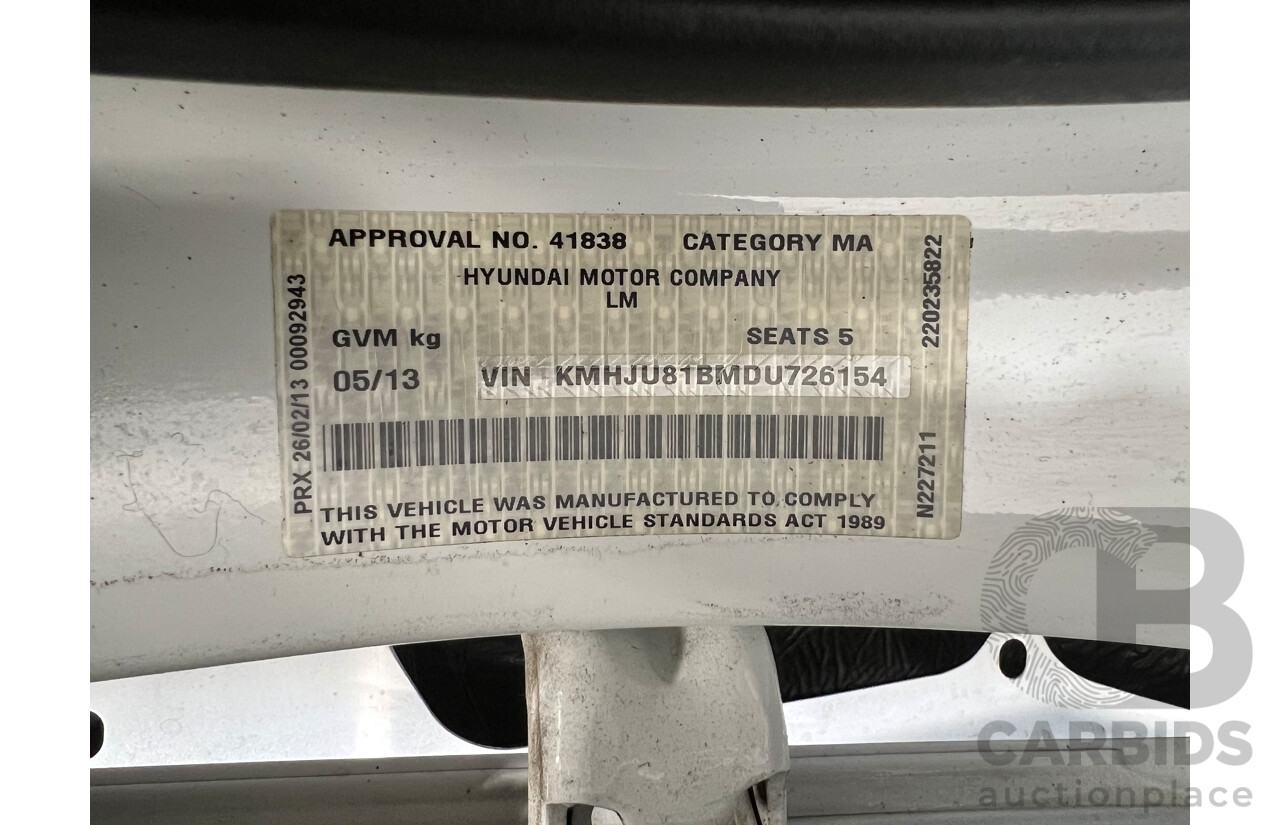 APPROVAL NO. 41838 CATEGORY MA
HYUNDAI MOTOR COMPANY
LM
GVM kg SEATS 5
05/13 VIN KMHJU81BMDU726154
THIS VEHICLE WAS MANUFACTURED TO COMPLY
WITH THE MOTOR VEHICLE STANDARDS ACT 1989
PRX 26/02/13 00092943
N227211 220235822
CB
CARBIDS
auctionplace